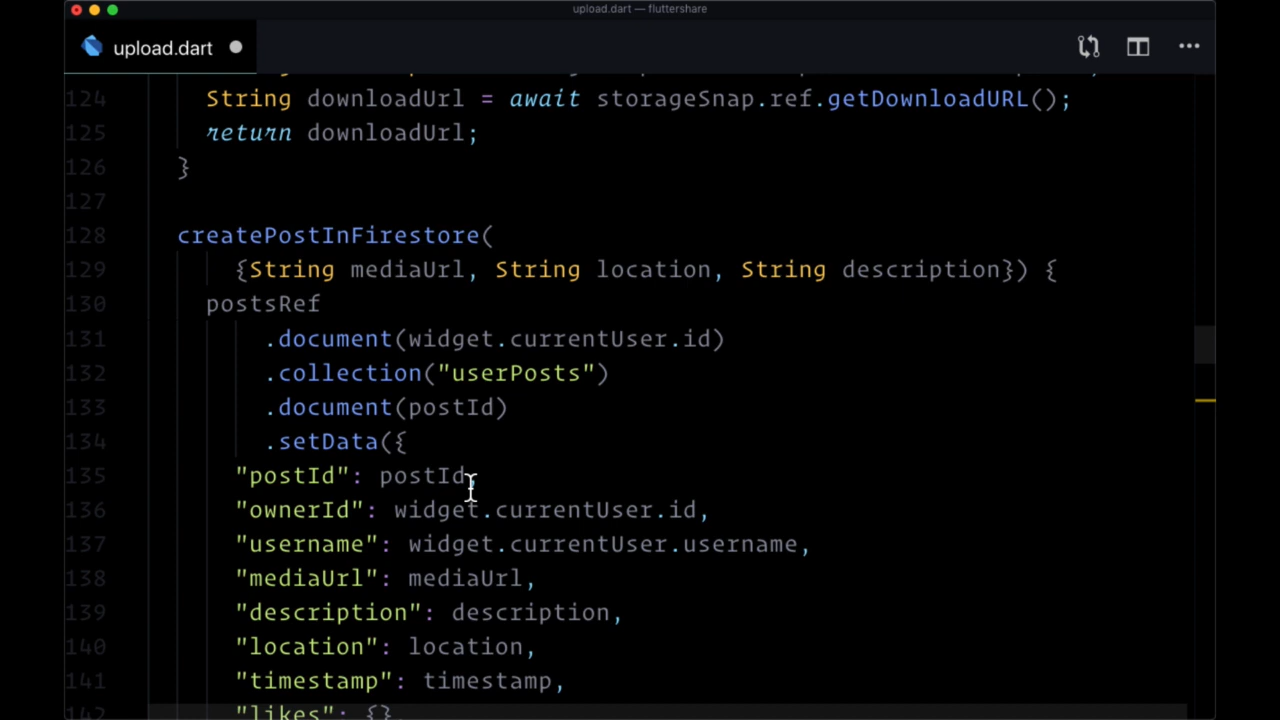 upload.dart — fluttershare
upload.dart
124 String downloadUrl = await storageSnap.ref.getDownloadURL();
125 return downloadUrl;
126 }
127
128 createPostInFirestore(
129 {String mediaUrl, String location, String description}) {
130 postsRef
131 .document(widget.currentUser.id)
132 .collection("userPosts")
133 .document(postId)
134 .setData({
135 "postId": postId,
136 "ownerId": widget.currentUser.id,
137 "username": widget.currentUser.username,
138 "mediaUrl": mediaUrl,
139 "description": description,
140 "location": location,
141 "timestamp": timestamp,
142 "likes": {},